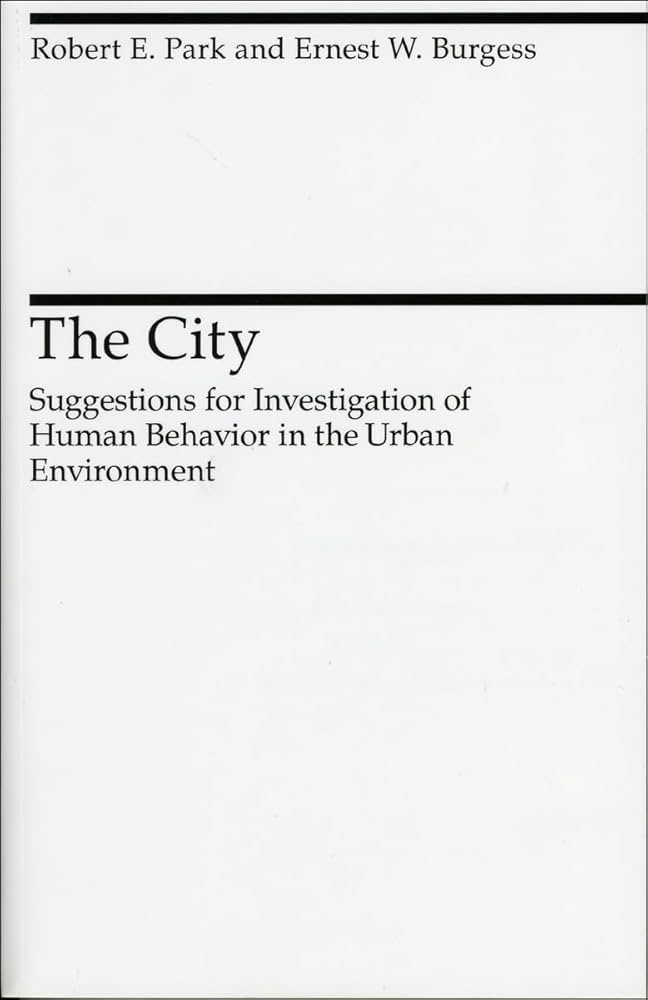 Robert E. Park and Ernest W. Burgess
The City
Suggestions for Investigation of
Human Behavior in the Urban
Environment